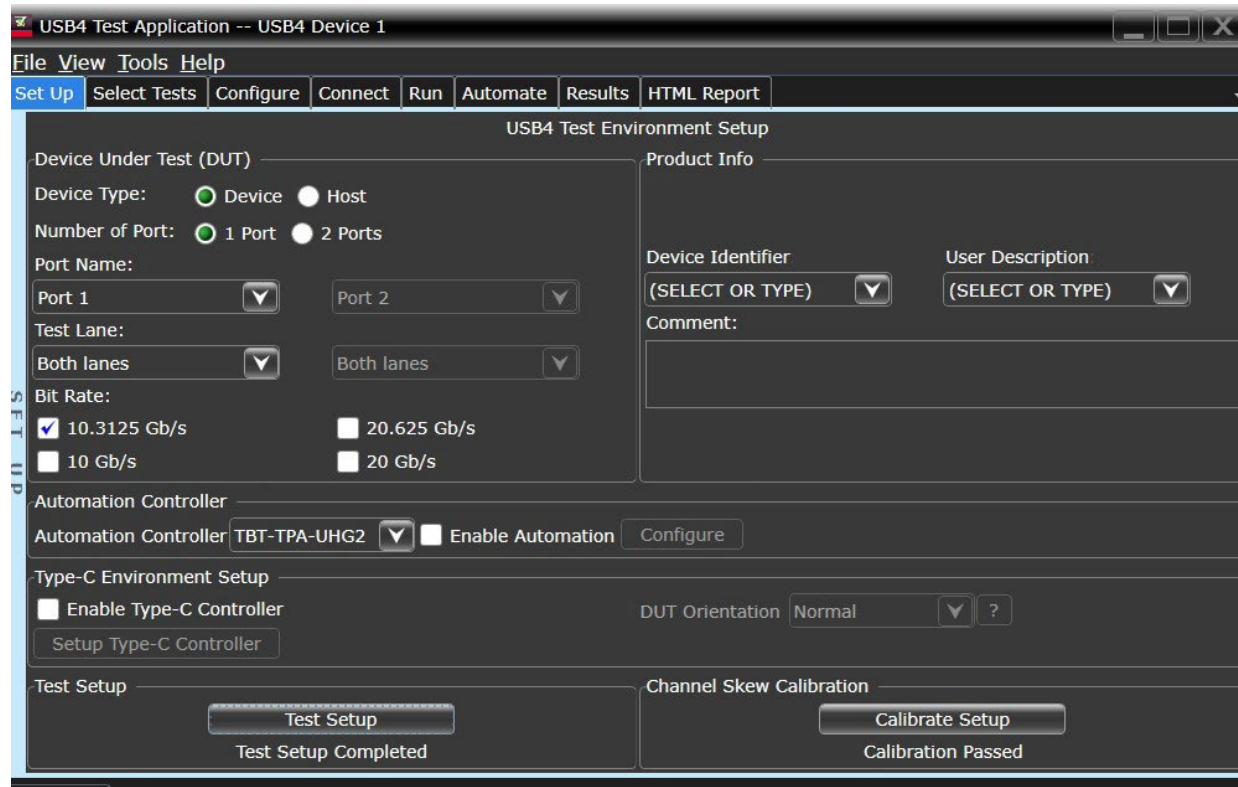 USB4 Test Application -- USB4 Device 1
File View Tools Help
Set Up Select Tests Configure Connect Run Automate Results HTML Report
USB4 Test Environment Setup
Device Under Test (DUT)
Device Type: Device Host
Number of Port: 1 Port 2 Ports
Port Name:
Port 1 Port 2
Test Lane:
Both lanes Both lanes
Bit Rate:
10.3125 Gb/s 20.625 Gb/s
10 Gb/s 20 Gb/s
Product Info
Device Identifier User Description
(SELECT OR TYPE) (SELECT OR TYPE)
Comment:
SET UP
Automation Controller
Automation Controller TBT-TPA-UHG2 Enable Automation Configure
Type-C Environment Setup
Enable Type-C Controller DUT Orientation Normal ?
Setup Type-C Controller
Test Setup
Test Setup
Test Setup Completed
Channel Skew Calibration
Calibrate Setup
Calibration Passed